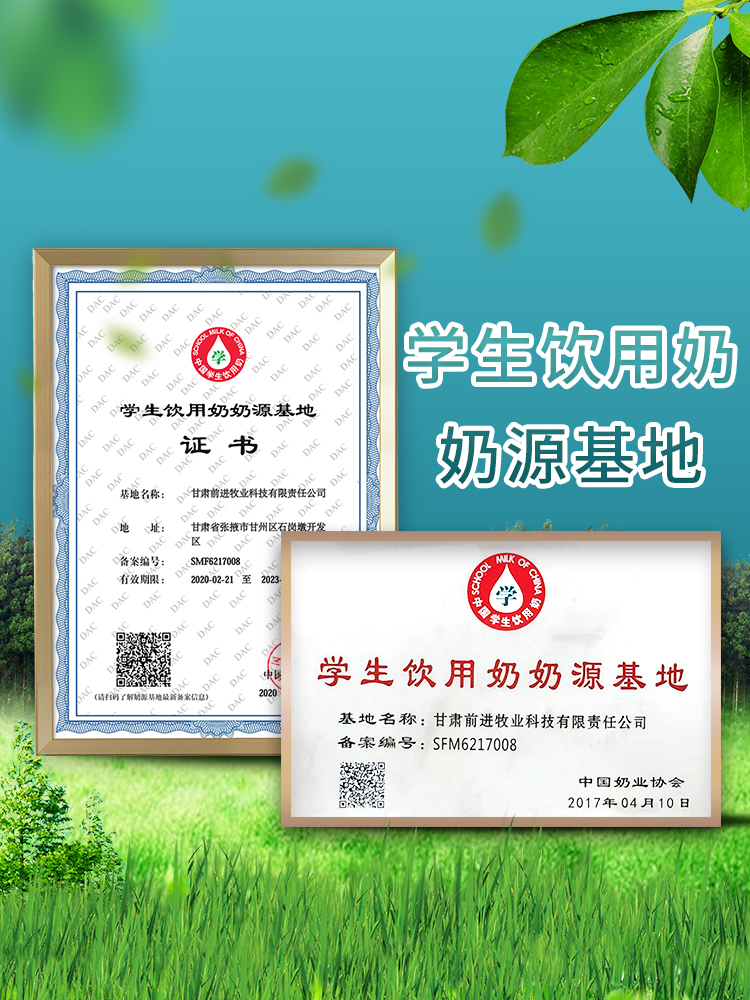 学生饮用奶
奶源基地
SCHOOL MILK OF CHINA
学
中国学生饮用奶
学生饮用奶奶源基地
证书
基地名称: 甘肃前进牧业科技有限责任公司
地 址: 甘肃省张掖市甘州区石岗墩开发
区
备案编号: SMF6217008
有效期限: 2020-02-21 至 2023-
(请扫码了解奶源基地最新备案信息)
中国
2020
SCHOOL MILK OF CHINA
学
中国学生饮用奶
学生饮用奶奶源基地
基地名称: 甘肃前进牧业科技有限责任公司
备案编号: SFM6217008
中国奶业协会
2017年04月10日